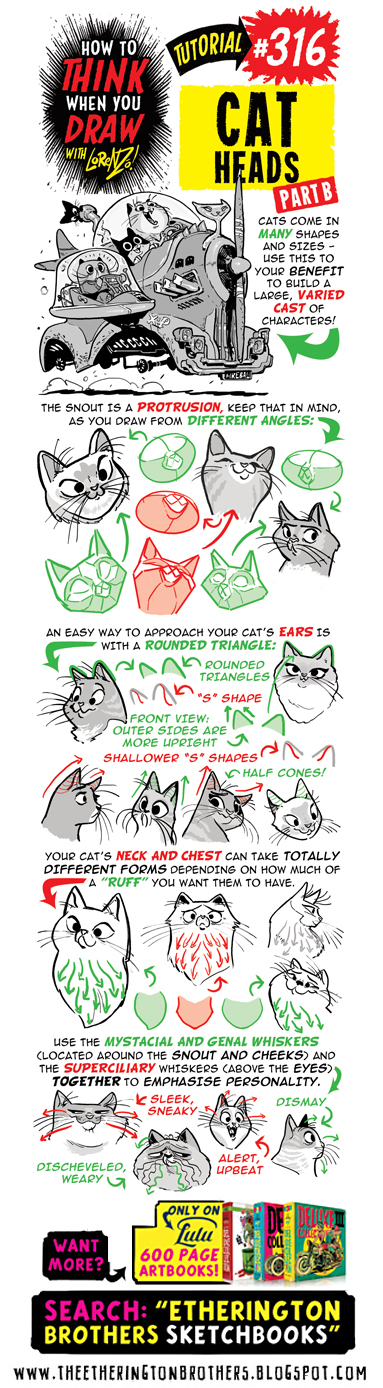 HOW TO
THINK
WHEN YOU
DRAW
WITH LORENZO!
TUTORIAL #316
CAT
HEADS
PART B
CATS COME IN
MANY SHAPES
AND SIZES -
USE THIS TO
YOUR BENEFIT
TO BUILD A
LARGE, VARIED
CAST OF
CHARACTERS!
THE SNOUT IS A PROTRUSION, KEEP THAT IN MIND,
AS YOU DRAW FROM DIFFERENT ANGLES:
AN EASY WAY TO APPROACH YOUR CAT'S EARS IS
WITH A ROUNDED TRIANGLE:
ROUNDED
TRIANGLES
"S" SHAPE
FRONT VIEW:
OUTER SIDES ARE
MORE UPRIGHT
SHALLOWER "S" SHAPES
HALF CONES!
YOUR CAT'S NECK AND CHEST CAN TAKE TOTALLY
DIFFERENT FORMS DEPENDING ON HOW MUCH OF
A "RUFF" YOU WANT THEM TO HAVE.
USE THE MYSTACIAL AND GENAL WHISKERS
(LOCATED AROUND THE SNOUT AND CHEEKS) AND
THE SUPERCILIARY WHISKERS (ABOVE THE EYES)
TOGETHER TO EMPHASISE PERSONALITY.
SLEEK,
SNEAKY
DISMAY
DISCHEVELED,
WEARY
ALERT,
UPBEAT
WANT
MORE?
ONLY ON
Lulu
600 PAGE
ARTBOOKS!
SEARCH: "ETHERINGTON
BROTHERS SKETCHBOOKS"
WWW.THEETHERINGTONBROTHERS.BLOGSPOT.COM